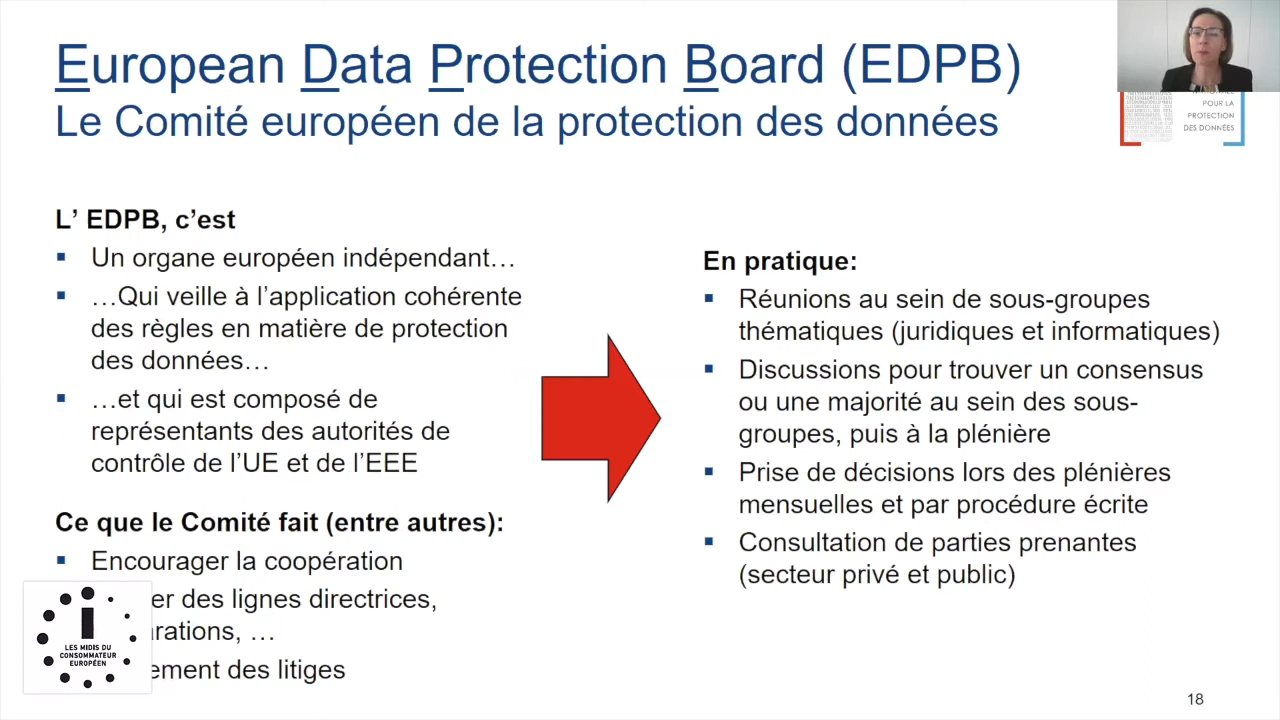 European Data Protection Board (EDPB)
Le Comité européen de la protection des données
POUR LA
PROTECTION
DES DONNÉES
L’ EDPB, c’est
Un organe européen indépendant…
…Qui veille à l’application cohérente
des règles en matière de protection
des données…
…et qui est composé de
représentants des autorités de
contrôle de l’UE et de l’EEE
Ce que le Comité fait (entre autres):
Encourager la coopération
des lignes directrices,
…
des litiges
En pratique:
Réunions au sein de sous-groupes
thématiques (juridiques et informatiques)
Discussions pour trouver un consensus
ou une majorité au sein des sous-
groupes, puis à la plénière
Prise de décisions lors des plénières
mensuelles et par procédure écrite
Consultation de parties prenantes
(secteur privé et public)
i
LES MIDIS DU
CONSOMMATEUR
EUROPÉEN
18